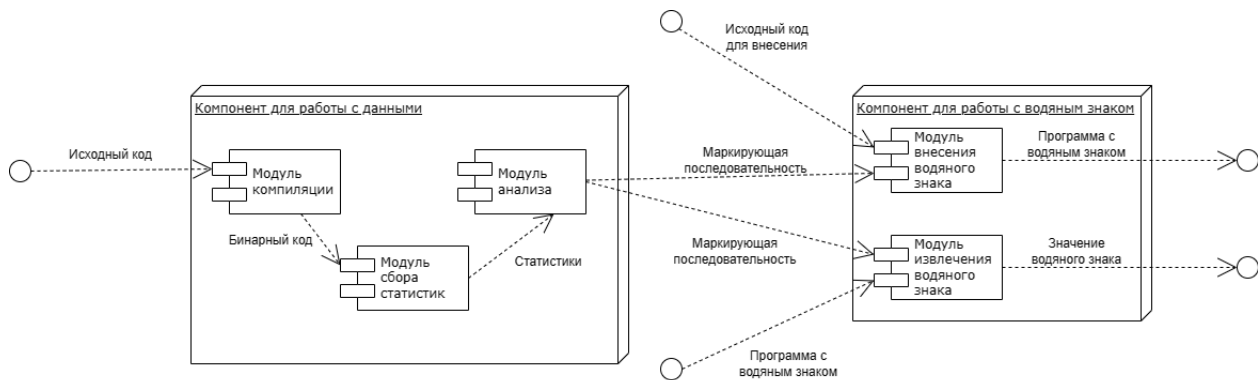 Исходный код
для внесения
Компонент для работы с данными
Компонент для работы с водяным знаком
Исходный код
Модуль
компиляции
Модуль
анализа
Маркирующая
последовательность
Модуль
внесения
водяного
знака
Программа с
водяным знаком
Бинарный код
Модуль
сбора
статистик
Статистики
Маркирующая
последовательность
Модуль
извлечения
водяного
знака
Значение
водяного знака
Программа с
водяным знаком